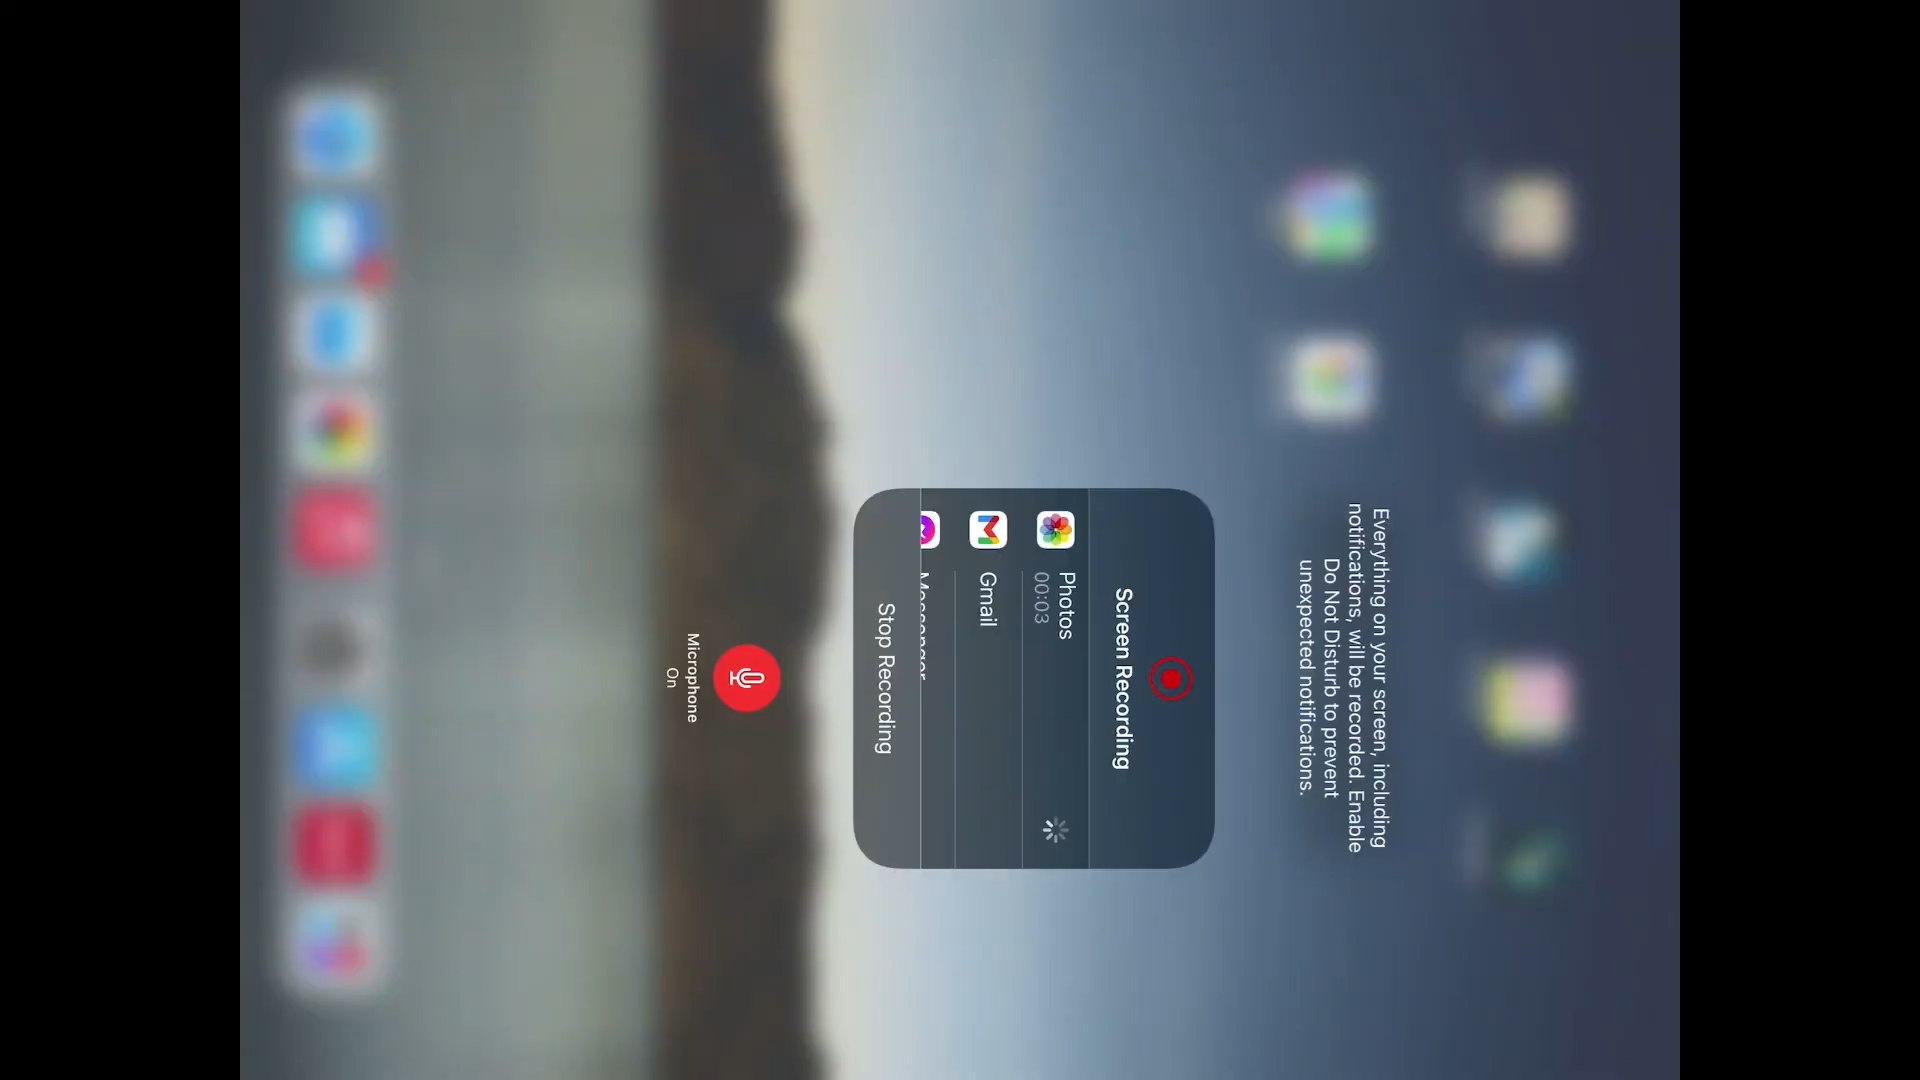 Everything on your screen, including
notifications, will be recorded. Enable
Do Not Disturb to prevent
unexpected notifications.
Screen Recording
Photos
00:03
Gmail
Messenger
Stop Recording
Microphone
On